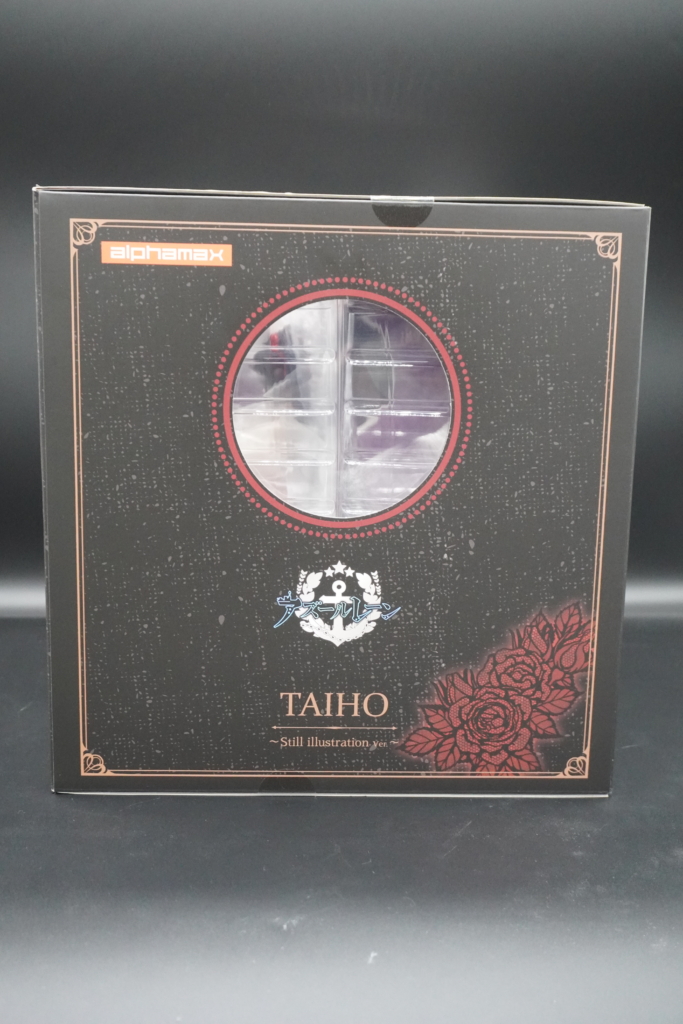 alphamax
アズールレーン
TAIHO
~Still illustration ver.~